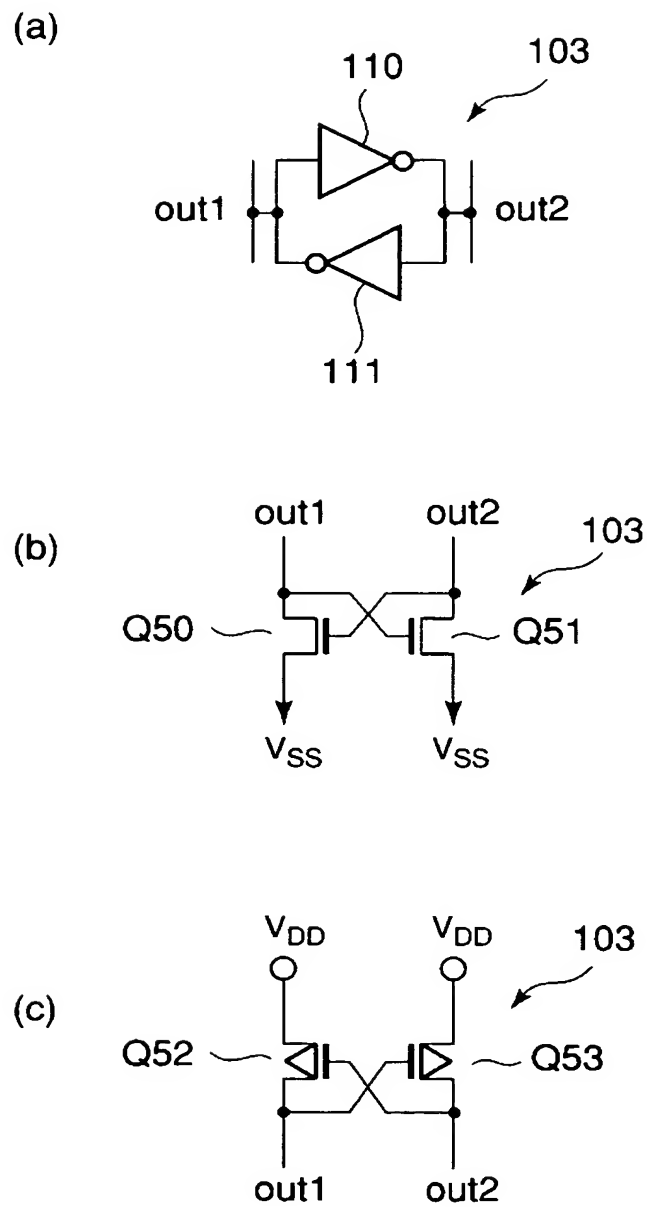 (a)
110
103
out1
out2
111
(b)
out1 out2
103
Q50
Q51
VSS VSS
(c)
VDD VDD
103
Q52
Q53
out1 out2